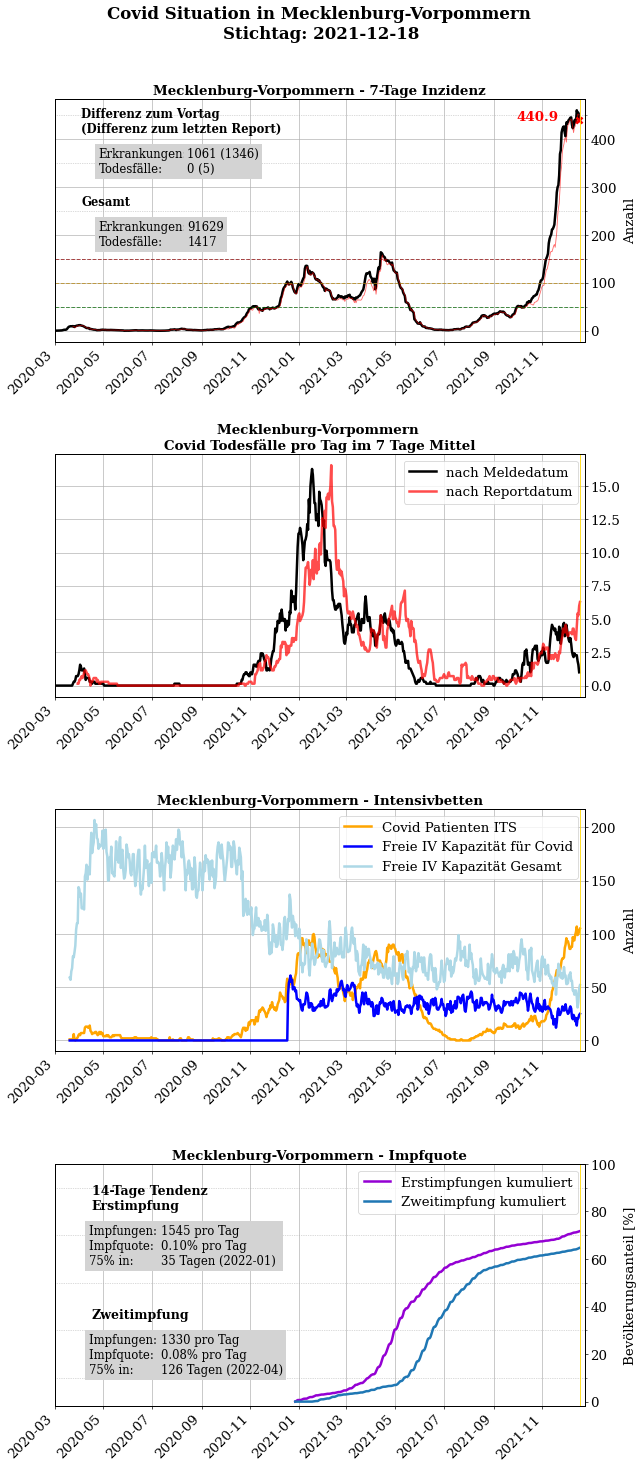 Covid Situation in Mecklenburg-Vorpommern
Stichtag: 2021-12-18
Mecklenburg-Vorpommern - 7-Tage Inzidenz
Differenz zum Vortag
(Differenz zum letzten Report)
Erkrankungen 1061 (1346)
Todesfälle: 0 (5)
Gesamt
Erkrankungen 91629
Todesfälle: 1417
440.9
400
300
200
100
0
Anzahl
2020-03 2020-05 2020-07 2020-09 2020-11 2021-01 2021-03 2021-05 2021-07 2021-09 2021-11
Mecklenburg-Vorpommern
Covid Todesfälle pro Tag im 7 Tage Mittel
nach Meldedatum
nach Reportdatum
15.0
12.5
10.0
7.5
5.0
2.5
0.0
2020-03 2020-05 2020-07 2020-09 2020-11 2021-01 2021-03 2021-05 2021-07 2021-09 2021-11
Mecklenburg-Vorpommern - Intensivbetten
Covid Patienten ITS
Freie IV Kapazität für Covid
Freie IV Kapazität Gesamt
200
150
100
50
0
Anzahl
2020-03 2020-05 2020-07 2020-09 2020-11 2021-01 2021-03 2021-05 2021-07 2021-09 2021-11
Mecklenburg-Vorpommern - Impfquote
14-Tage Tendenz
Erstimpfung
Impfungen: 1545 pro Tag
Impfquote: 0.10% pro Tag
75% in: 35 Tagen (2022-01)
Zweitimpfung
Impfungen: 1330 pro Tag
Impfquote: 0.08% pro Tag
75% in: 126 Tagen (2022-04)
Erstimpfungen kumuliert
Zweitimpfung kumuliert
100
80
60
40
20
0
Bevölkerungsanteil [%]
2020-03 2020-05 2020-07 2020-09 2020-11 2021-01 2021-03 2021-05 2021-07 2021-09 2021-11